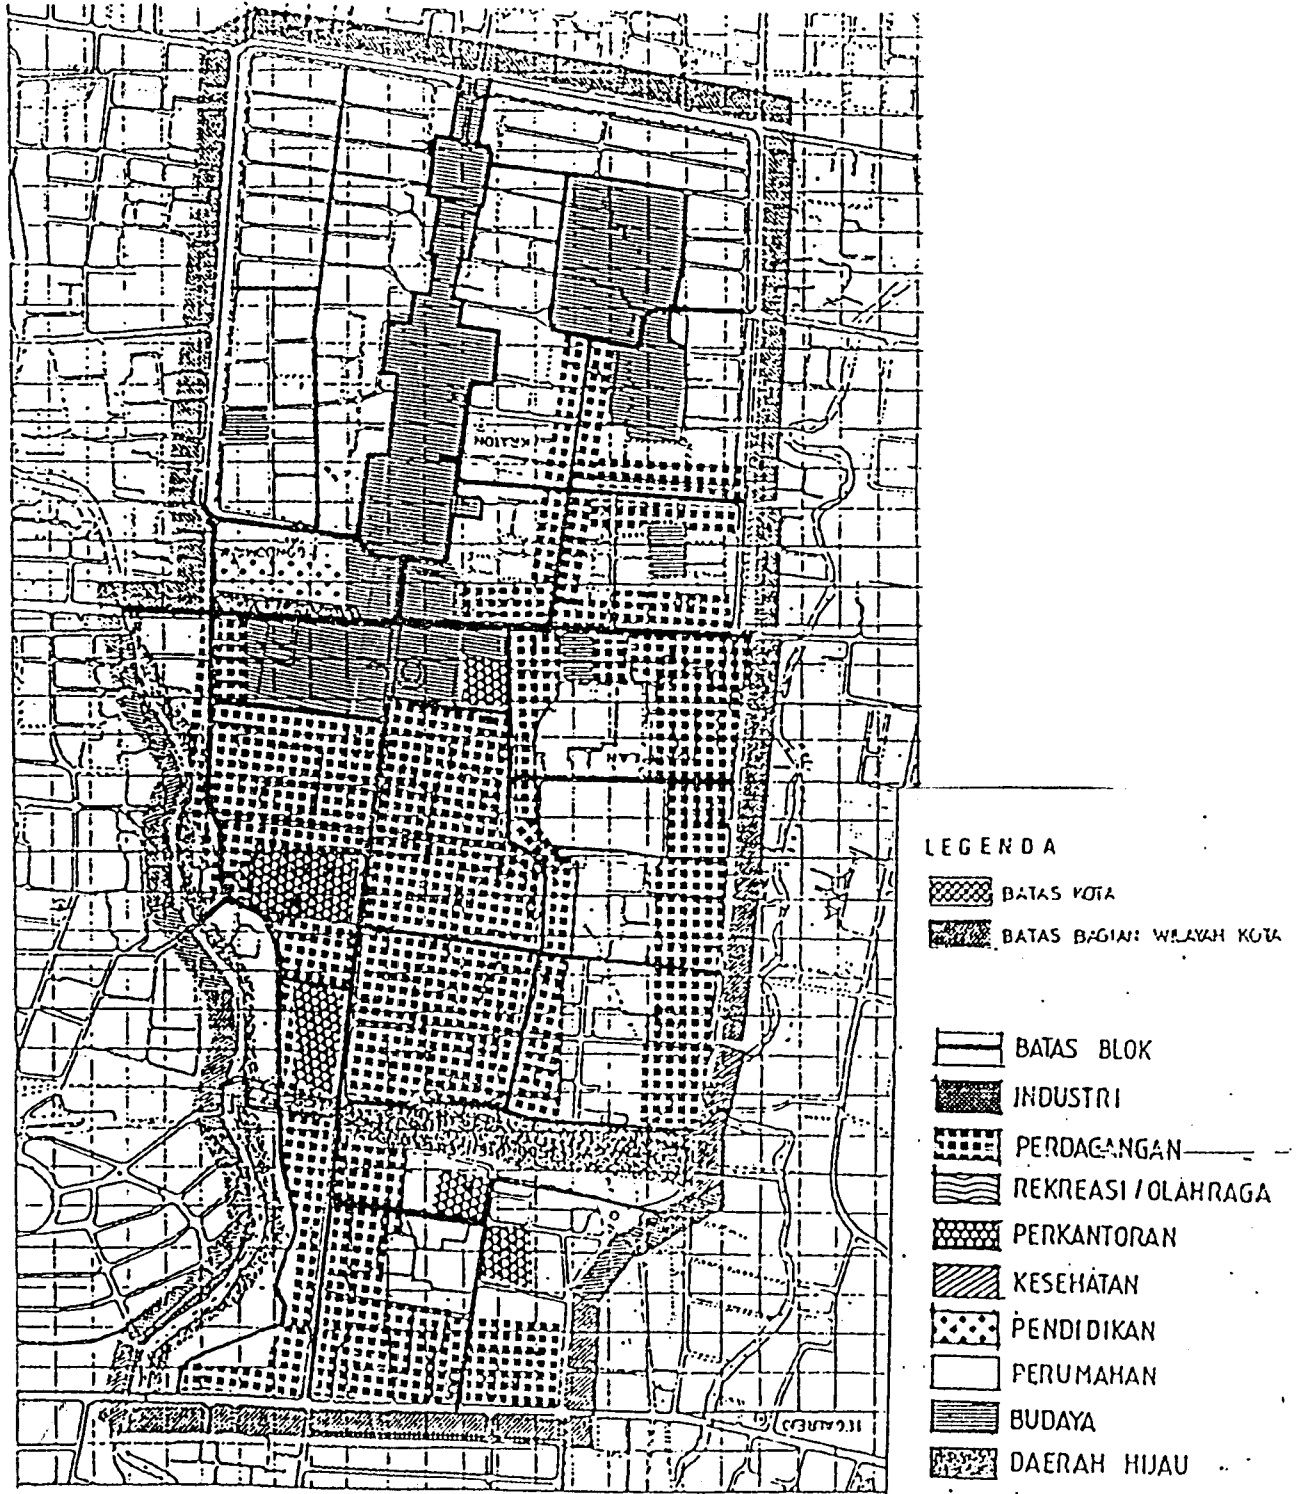 KRATON
LEGENDA
BATAS KOTA
BATAS BAGIAN WILAYAH KOTA
BATAS BLOK
INDUSTRI
PERDAGANGAN
REKREASI/OLAHRAGA
PERKANTORAN
KESEHATAN
PENDIDIKAN
PERUMAHAN
BUDAYA
DAERAH HIJAU